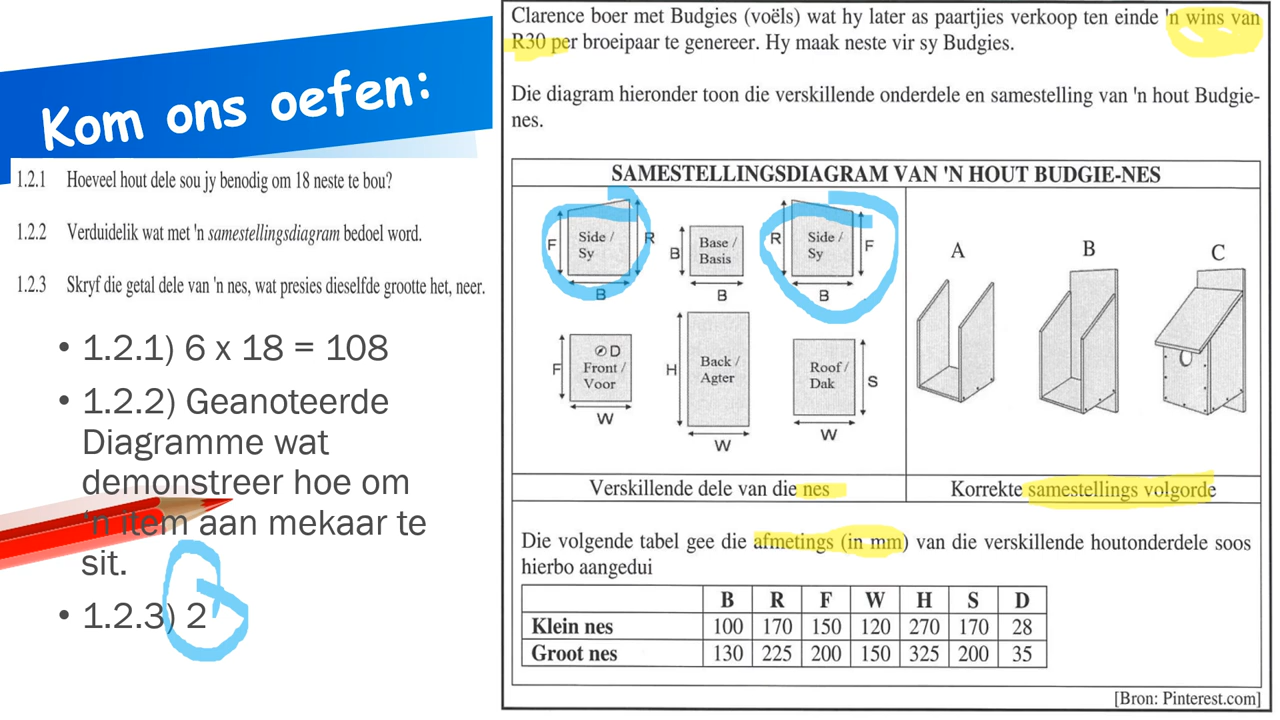 Kom ons oefen:
1.2.1 Hoeveel hout dele sou jy benodig om 18 neste te bou?
1.2.2 Verduidelik wat met 'n samestellingsdiagram bedoel word.
1.2.3 Skryf die getal dele van 'n nes, wat presies dieselfde grootte het, neer.
• 1.2.1) 6 x 18 = 108
• 1.2.2) Geanoteerde
Diagramme wat
demonstreer hoe om
‘n item aan mekaar te
sit.
• 1.2.3) 2
Clarence boer met Budgies (voëls) wat hy later as paartjies verkoop ten einde 'n wins van
R30 per broeipaar te genereer. Hy maak neste vir sy Budgies.
Die diagram hieronder toon die verskillende onderdele en samestelling van 'n hout Budgie-
nes.
SAMESTELLINGSDIAGRAM VAN 'N HOUT BUDGIE-NES
F Side / R
Sy
B
B Base /
Basis
B
R Side / F
Sy
B
D
F Front /
Voor
W
H Back /
Agter
W
Roof / S
Dak
W
A B C
Verskillende dele van die nes
Korrekte samestellings volgorde
Die volgende tabel gee die afmetings (in mm) van die verskillende houtonderdele soos
hierbo aangedui
B R F W H S D
Klein nes 100 170 150 120 270 170 28
Groot nes 130 225 200 150 325 200 35
[Bron: Pinterest.com]